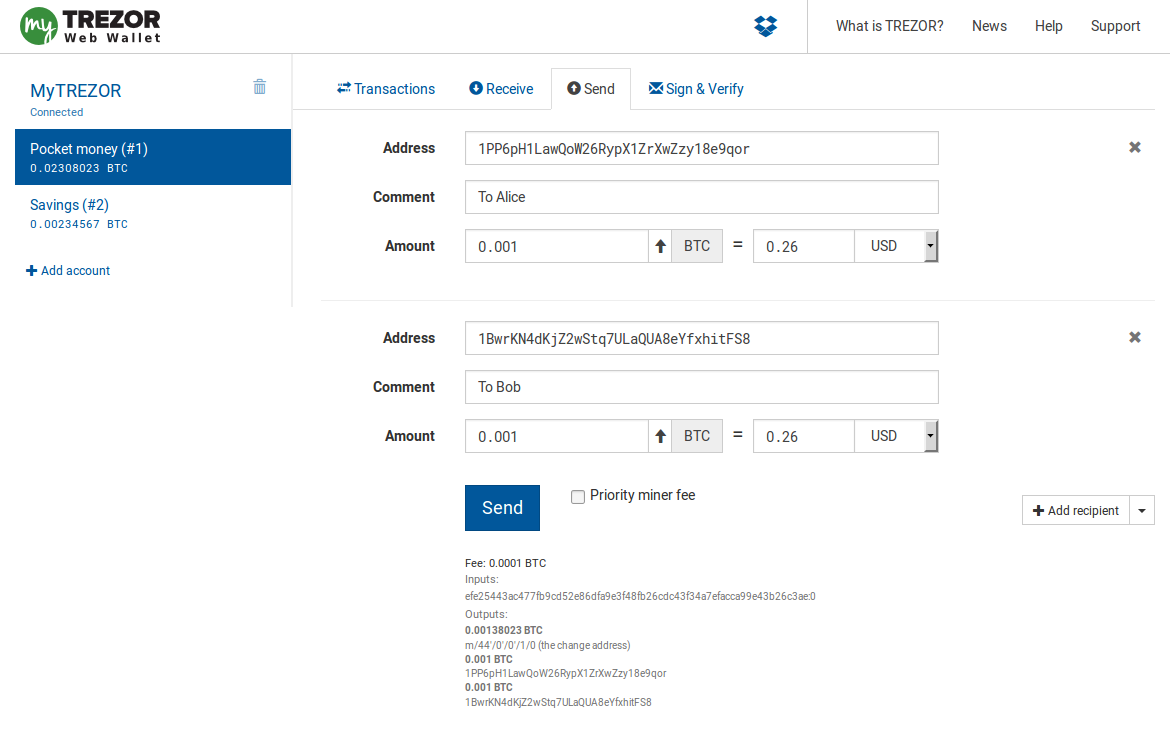 my TREZOR
Web Wallet
What is TREZOR? News Help Support
MyTREZOR
Connected
Pocket money (#1)
0.02308023 BTC
Savings (#2)
0.00234567 BTC
Add account
Transactions Receive Send Sign & Verify
Address 1PP6pH1LawQoW26RypX1ZrXwZzy18e9qor
Comment To Alice
Amount 0.001 BTC = 0.26 USD
Address 1BwrKN4dKjZ2wStq7ULaQUA8eYfxhitFS8
Comment To Bob
Amount 0.001 BTC = 0.26 USD
Send Priority miner fee
Add recipient
Fee: 0.0001 BTC
Inputs:
efe25443ac477fb9cd52e86dfa9e3f48fb26cdc43f34a7efacca99e43b26c3ae:0
Outputs:
0.00138023 BTC
m/44'/0'/0'/1/0 (the change address)
0.001 BTC
1PP6pH1LawQoW26RypX1ZrXwZzy18e9qor
0.001 BTC
1BwrKN4dKjZ2wStq7ULaQUA8eYfxhitFS8